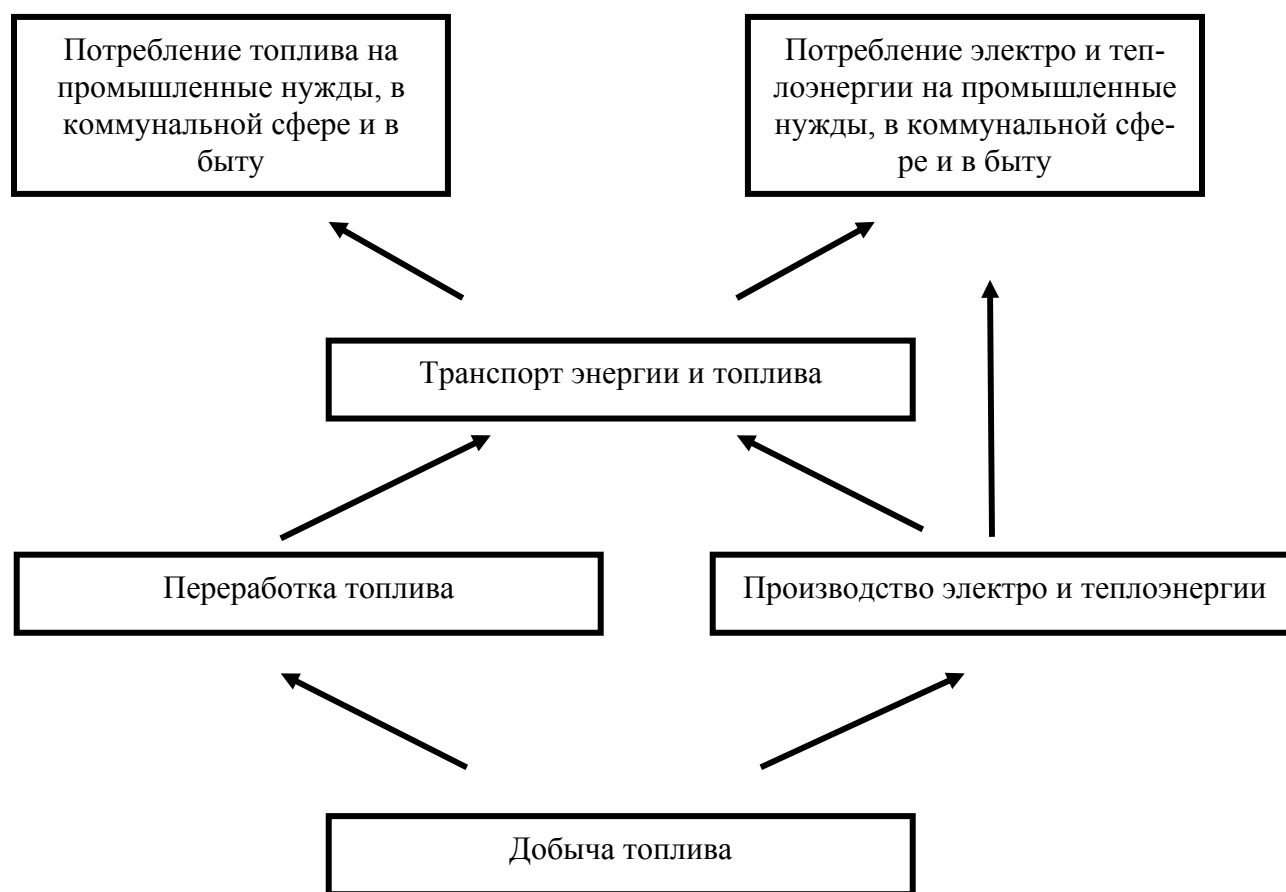 Потребление топлива на
промышленные нужды, в
коммунальной сфере и в
быту
Потребление электро и теп-
лоэнергии на промышленные
нужды, в коммунальной сфе-
ре и в быту
Транспорт энергии и топлива
Переработка топлива
Производство электро и теплоэнергии
Добыча топлива